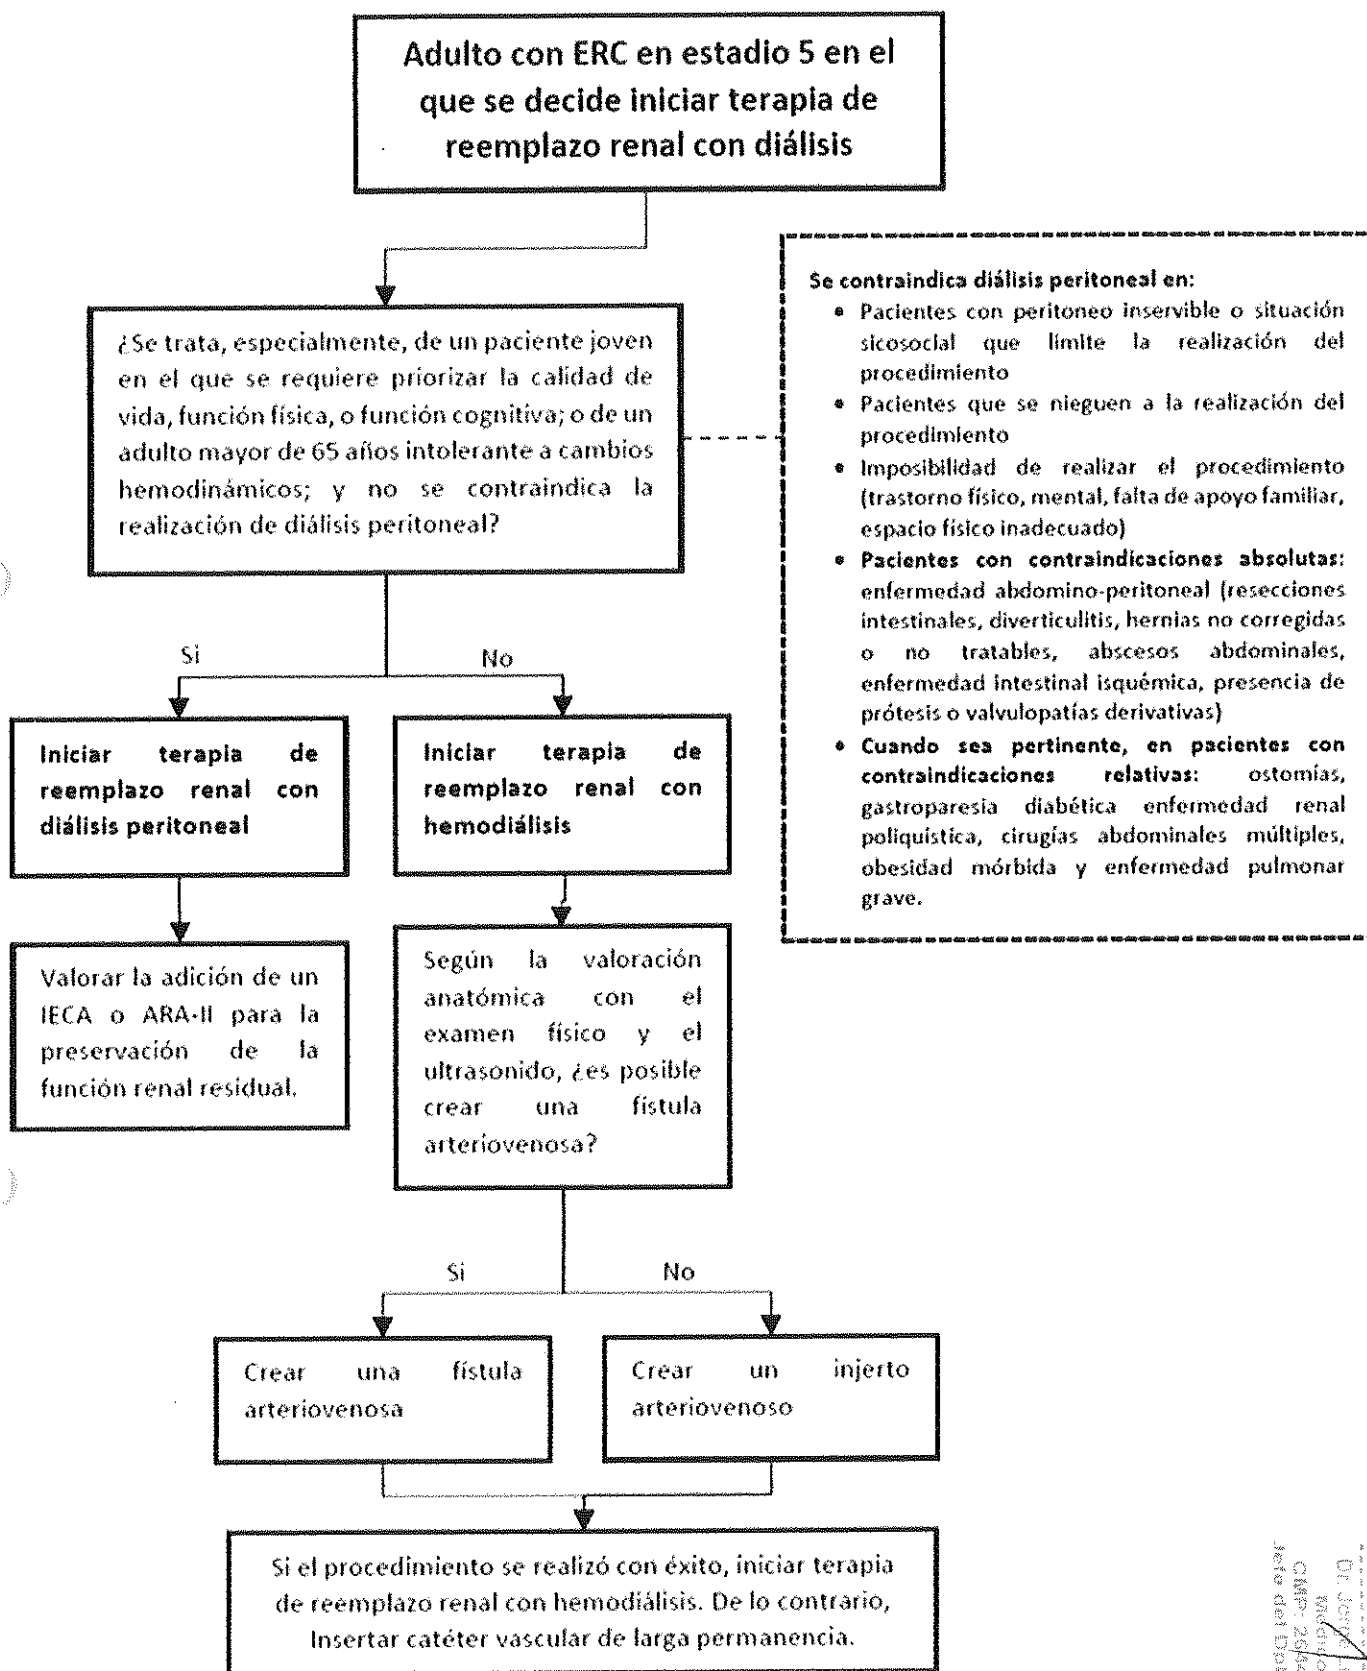 Adulto con ERC en estadio 5 en el
que se decide iniciar terapia de
reemplazo renal con diálisis
¿Se trata, especialmente, de un paciente joven
en el que se requiere priorizar la calidad de
vida, función física, o función cognitiva; o de un
adulto mayor de 65 años intolerante a cambios
hemodinámicos; y no se contraindica la
realización de diálisis peritoneal?
Se contraindica diálisis peritoneal en:
• Pacientes con peritoneo inservible o situación
sicosocial que limite la realización del
procedimiento
• Pacientes que se nieguen a la realización del
procedimiento
• Imposibilidad de realizar el procedimiento
(trastorno físico, mental, falta de apoyo familiar,
espacio físico inadecuado)
• Pacientes con contraindicaciones absolutas:
enfermedad abdomino-peritoneal (resecciones
intestinales, diverticulitis, hernias no corregidas
o no tratables, abscesos abdominales,
enfermedad intestinal isquémica, presencia de
prótesis o valvulopatías derivativas)
• Cuando sea pertinente, en pacientes con
contraindicaciones relativas: ostomías,
gastroparesia diabética enfermedad renal
poliquistica, cirugías abdominales múltiples,
obesidad mórbida y enfermedad pulmonar
grave.
Si
No
Iniciar terapia de
reemplazo renal con
diálisis peritoneal
Iniciar terapia de
reemplazo renal con
hemodiálisis
Valorar la adición de un
IECA o ARA-II para la
preservación de la
función renal residual.
Según la valoración
anatómica con el
examen físico y el
ultrasonido, ¿es posible
crear una fístula
arteriovenosa?
Si
No
Crear una fístula
arteriovenosa
Crear un injerto
arteriovenoso
Si el procedimiento se realizó con éxito, iniciar terapia
de reemplazo renal con hemodiálisis. De lo contrario,
Insertar catéter vascular de larga permanencia.
Dr. Jorge
CMP:
Jefe del